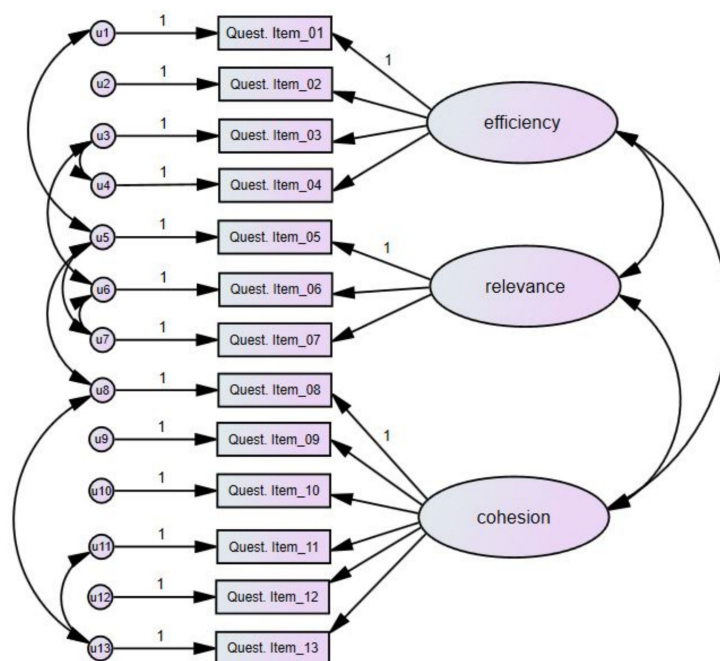 u1 1 Quest. Item_01
1
u2 1 Quest. Item_02
efficiency
u3 1 Quest. Item_03
u4 1 Quest. Item_04
u5 1 Quest. Item_05
1
u6 1 Quest. Item_06
relevance
u7 1 Quest. Item_07
u8 1 Quest. Item_08
1
u9 1 Quest. Item_09
u10 1 Quest. Item_10
cohesion
u11 1 Quest. Item_11
u12 1 Quest. Item_12
u13 1 Quest. Item_13